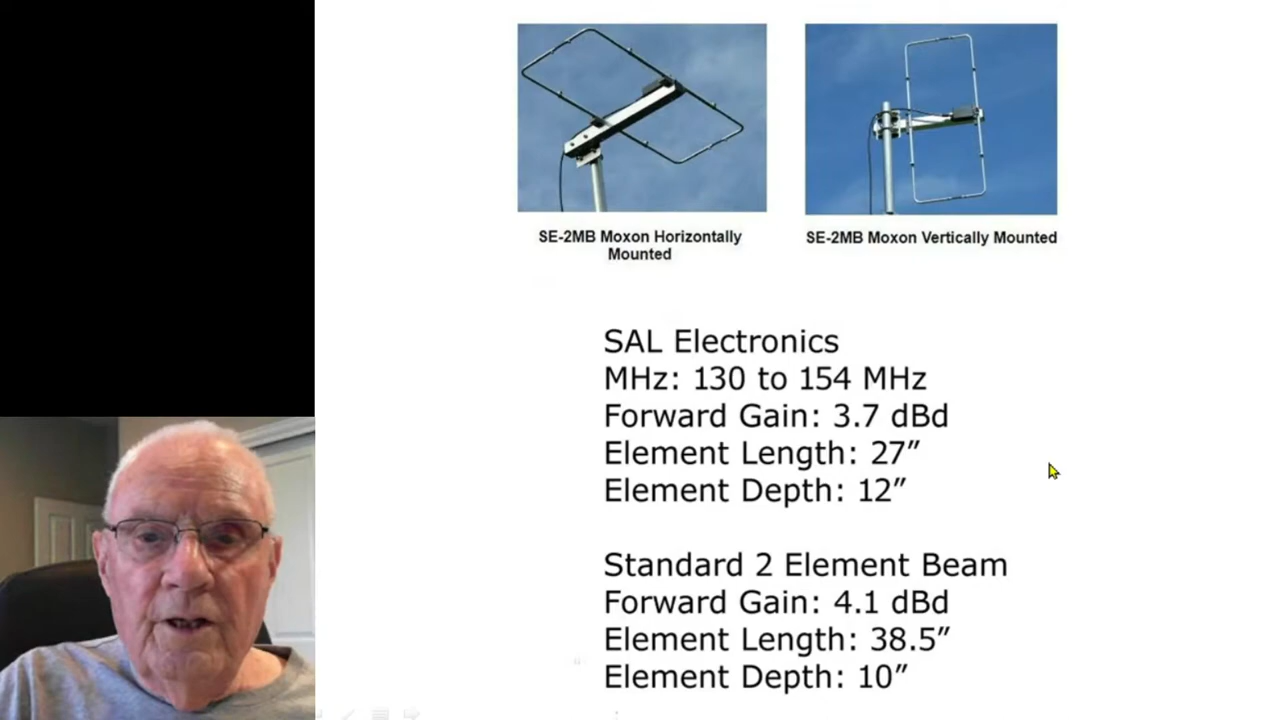 SE-2MB Moxon Horizontally
Mounted
SE-2MB Moxon Vertically Mounted
SAL Electronics
MHz: 130 to 154 MHz
Forward Gain: 3.7 dBd
Element Length: 27”
Element Depth: 12”
Standard 2 Element Beam
Forward Gain: 4.1 dBd
Element Length: 38.5”
Element Depth: 10”